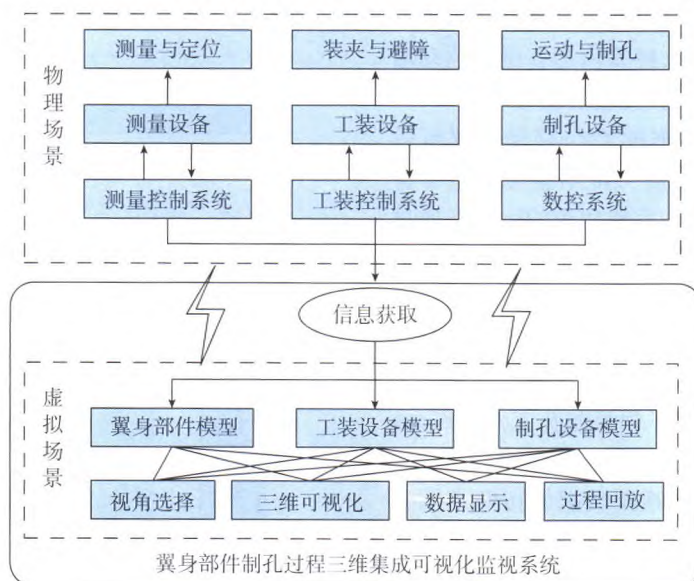 物理场景
测量与定位
装夹与避障
运动与制孔
测量设备
工装设备
制孔设备
测量控制系统
工装控制系统
数控系统
信息获取
虚拟场景
翼身部件模型
工装设备模型
制孔设备模型
视角选择
三维可视化
数据显示
过程回放
翼身部件制孔过程三维集成可视化监视系统